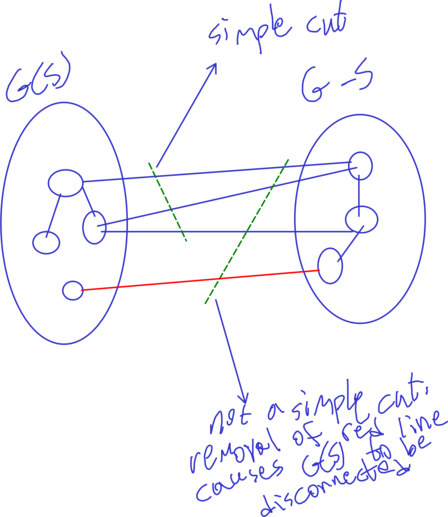 simple cut
G(S)
G-S
not a simple cut,
removal of red line
causes G(S) to be
disconnected